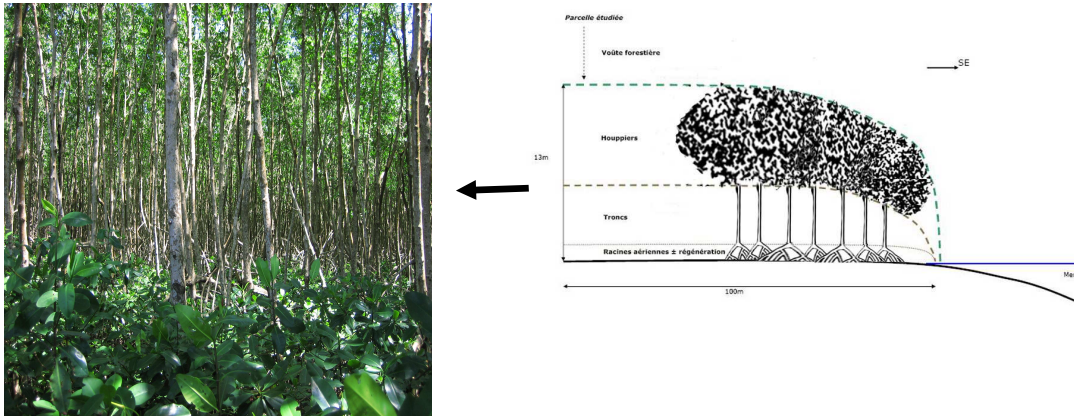 Parcelle étudiée
Voûte forestière
SE
Houppiers
13m
Troncs
Racines aériennes ± régénération
100m